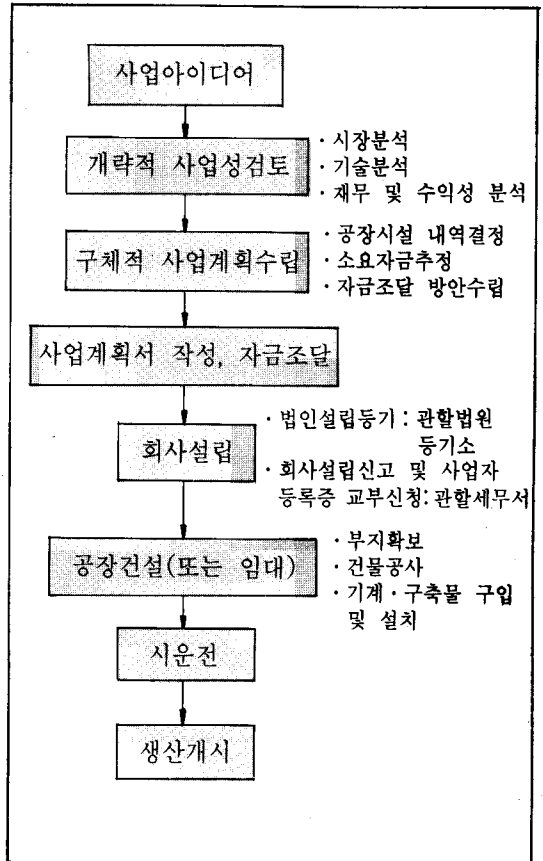 사업아이디어
개략적 사업성검토
· 시장분석
· 기술분석
· 재무 및 수익성 분석
구체적 사업계획수립
· 공장시설 내역결정
· 소요자금추정
· 자금조달 방안수립
사업계획서 작성, 자금조달
회사설립
· 법인설립등기 : 관할법원
등기소
· 회사설립신고 및 사업자
등록증 교부신청: 관할세무서
공장건설(또는 임대)
· 부지확보
· 건물공사
· 기계·구축물 구입
및 설치
시운전
생산개시